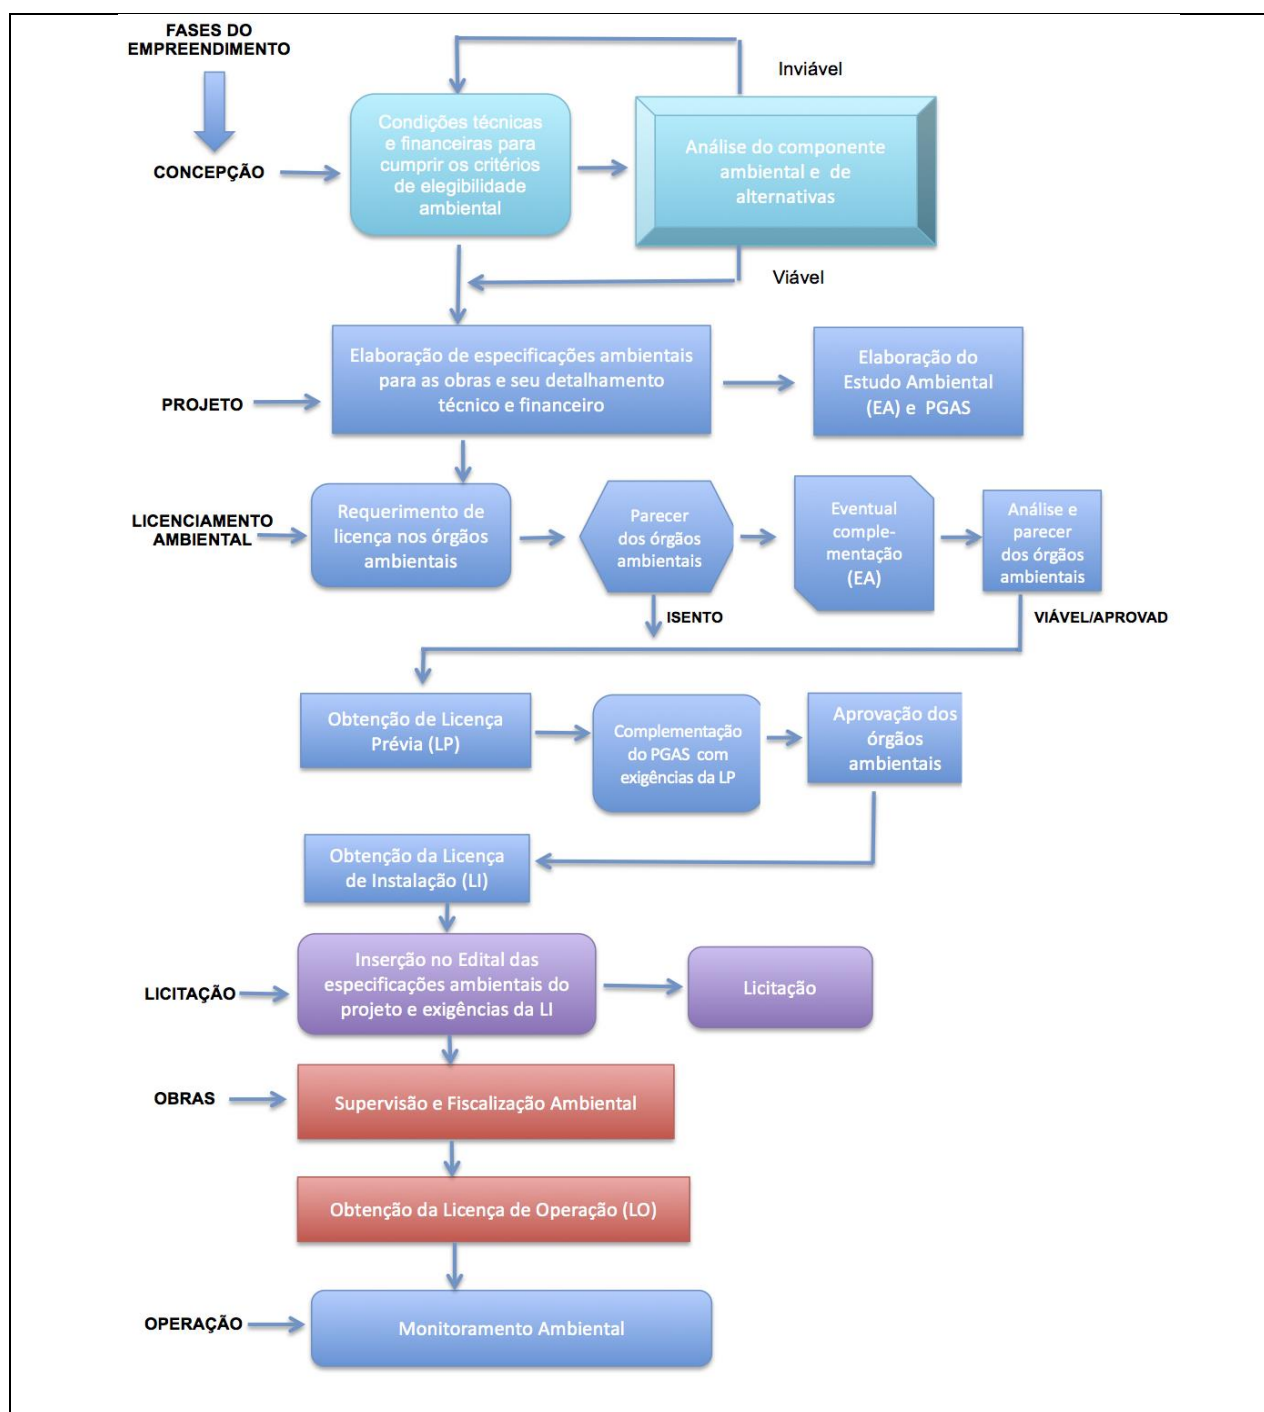 FASES DO
EMPREENDIMENTO
Inviável
Condições técnicas
e financeiras para
cumprir os critérios
de elegibilidade
ambiental
Análise do componente
ambiental e de
alternativas
CONCEPÇÃO
Viável
Elaboração de especificações ambientais
para as obras e seu detalhamento
técnico e financeiro
Elaboração do
Estudo Ambiental
(EA) e PGAS
PROJETO
LICENCIAMENTO
AMBIENTAL
Requerimento de
licença nos órgãos
ambientais
Parecer
dos órgãos
ambientais
Eventual
comple-
mentação
(EA)
Análise e
parecer
dos órgãos
ambientais
ISENTO
VIÁVEL/APROVAD
Obtenção de Licença
Prévia (LP)
Complementação
do PGAS com
exigências da LP
Aprovação dos
órgãos
ambientais
Obtenção da Licença
de Instalação (LI)
LICITAÇÃO
Inserção no Edital das
especificações ambientais do
projeto e exigências da LI
Licitação
OBRAS
Supervisão e Fiscalização Ambiental
Obtenção da Licença de Operação (LO)
OPERAÇÃO
Monitoramento Ambiental